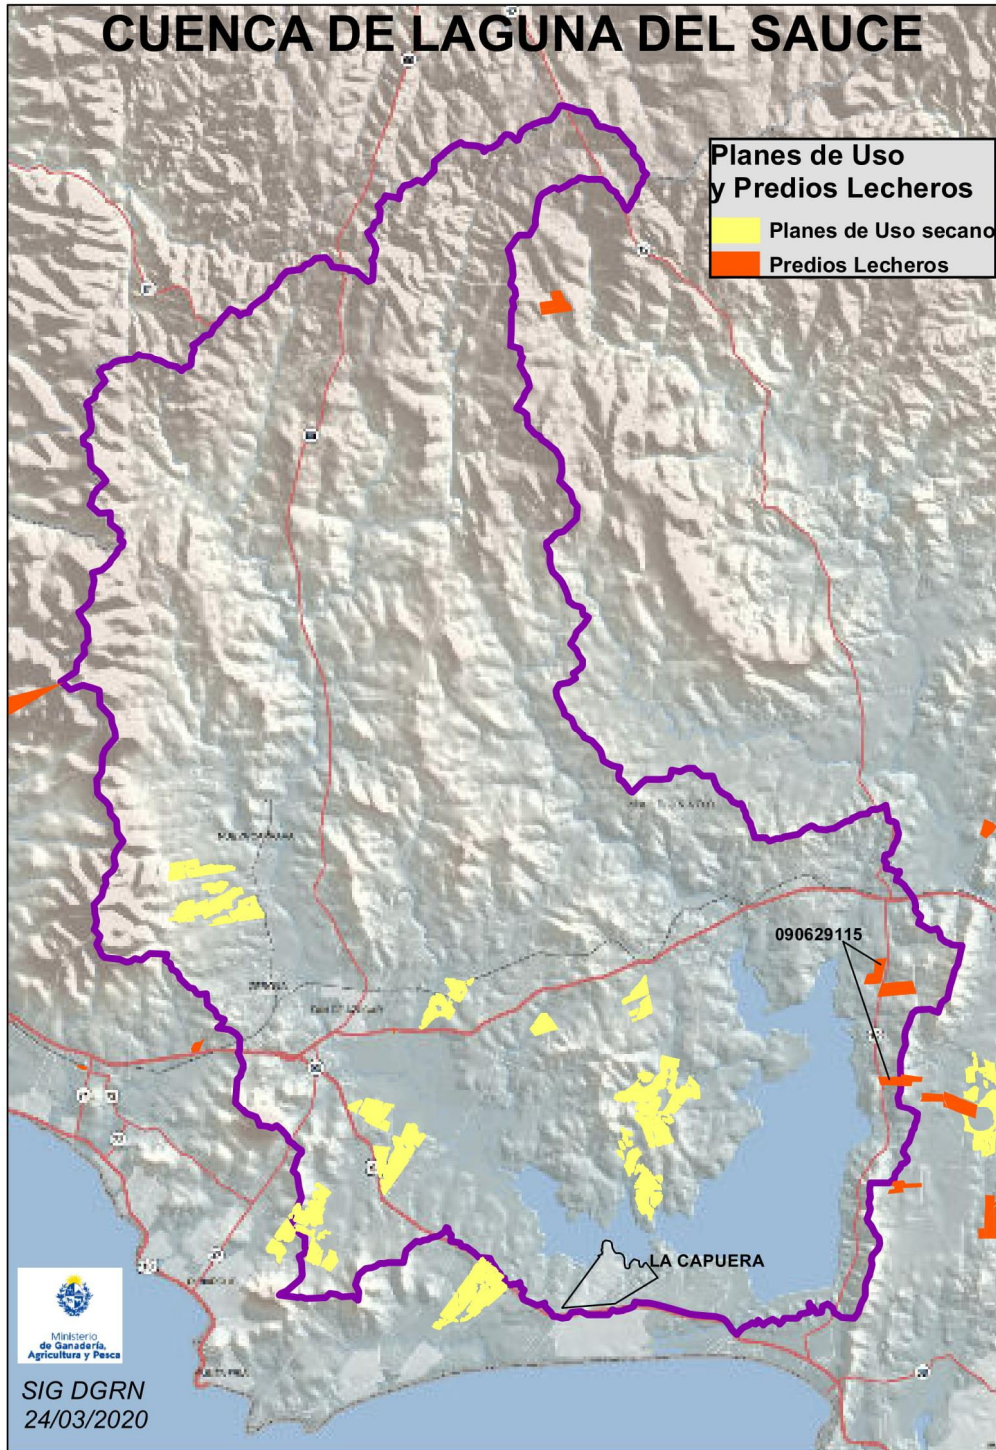 CUENCA DE LAGUNA DEL SAUCE
Planes de Uso
y Predios Lecheros
Planes de Uso secano
Predios Lecheros
090629115
LA CAPUERA
Ministerio
de Ganadería,
Agricultura y Pesca
SIG DGRN
24/03/2020